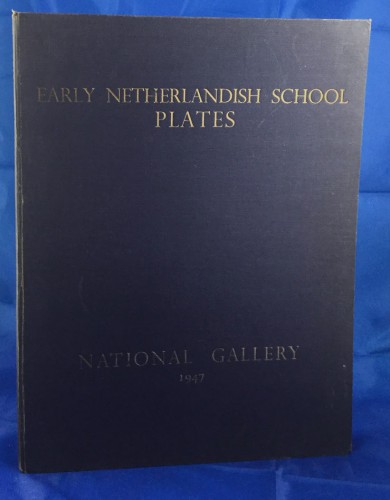 EARLY NETHERLANDISH SCHOOL
PLATES
NATIONAL GALLERY
1947